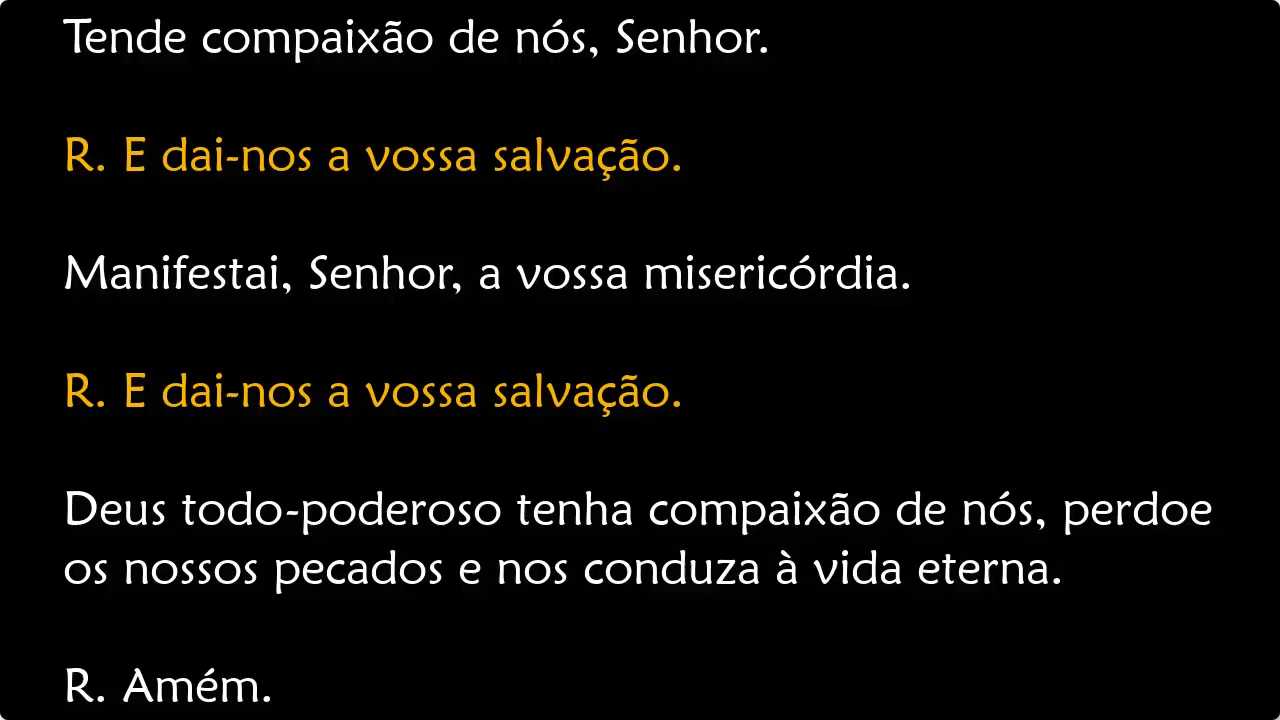 Tende compaixão de nós, Senhor.
R. E dai-nos a vossa salvação.
Manifestai, Senhor, a vossa misericórdia.
R. E dai-nos a vossa salvação.
Deus todo-poderoso tenha compaixão de nós, perdoe
os nossos pecados e nos conduza à vida eterna.
R. Amém.